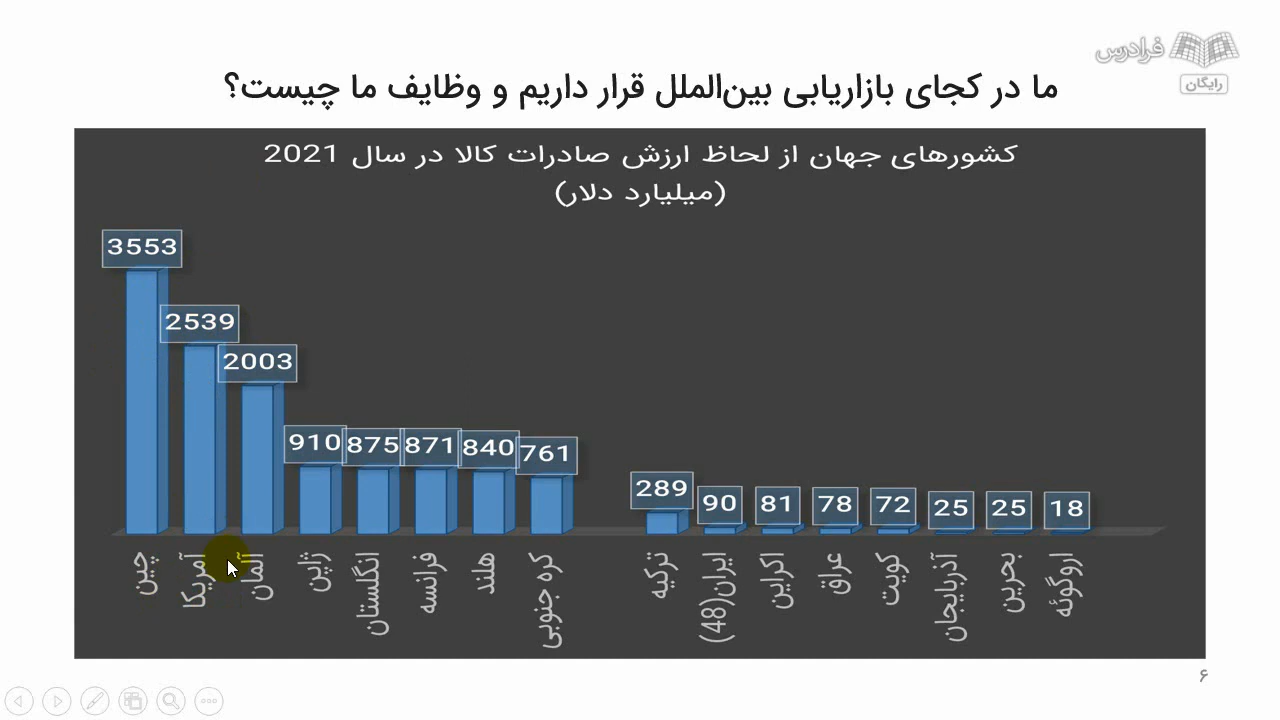 فرادرس
رایگان
ما در کجای بازاریابی بین‌الملل قرار داریم و وظایف ما چیست؟
کشورهای جهان از لحاظ ارزش صادرات کالا در سال 2021
(میلیارد دلار)
3553
2539
2003
910
875
871
840
761
289
90
81
78
72
25
25
18
چین
آمریکا
آلمان
ژاپن
انگلستان
فرانسه
هلند
کره جنوبی
ترکیه
ایران(48)
اکراین
عراق
کویت
آذربایجان
بحرین
اروگوئه
۶